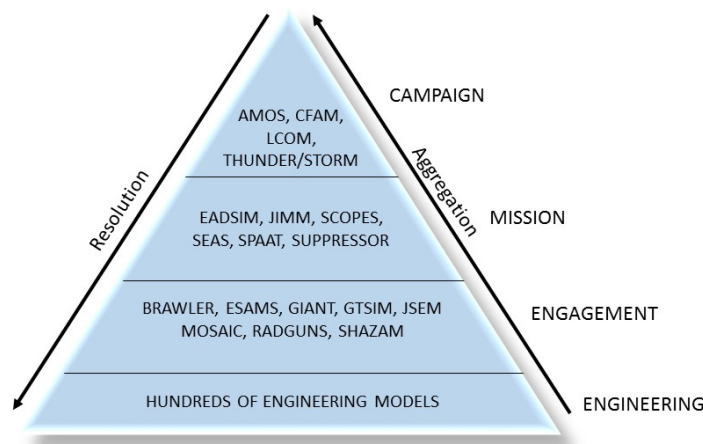 CAMPAIGN
AMOS, CFAM,
LCOM,
THUNDER/STORM
Resolution
Aggregation
MISSION
EADSIM, JIMM, SCOPES,
SEAS, SPAAT, SUPPRESSOR
ENGAGEMENT
BRAWLER, ESAMS, GIANT, GTSIM, JSEM
MOSAIC, RADGUNS, SHAZAM
HUNDREDS OF ENGINEERING MODELS
ENGINEERING